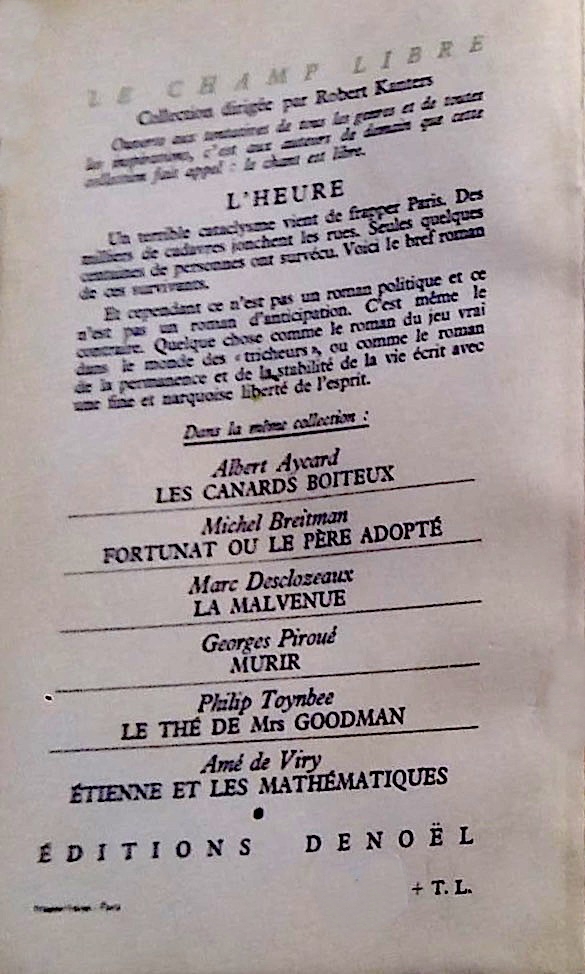 LE CHAMP LIBRE
Collection dirigée par Robert Kanters
Ouverte aux tentatives de tous les genres et de toutes
les inspirations, c'est aux auteurs de demain que cette
collection fait appel : le chant est libre.
L'HEURE
Un terrible cataclysme vient de frapper Paris. Des
milliers de cadavres jonchent les rues. Seules quelques
centaines de personnes ont survécu. Voici le bref roman
de ces survivants.
Et cependant ce n'est pas un roman politique et ce
n'est pas un roman d'anticipation. C'est même le
contraire. Quelque chose comme le roman du jeu vrai
dans le monde des « tricheurs », ou comme le roman
de la permanence et de la stabilité de la vie écrit avec
une fine et narquoise liberté de l'esprit.
Dans la même collection :
Albert Aycard
LES CANARDS BOITEUX
Michel Breitman
FORTUNAT OU LE PÈRE ADOPTÉ
Marc Desclozeaux
LA MALVENUE
Georges Piroué
MURIR
Philip Toynbee
LE THÉ DE Mrs GOODMAN
Amé de Viry
ÉTIENNE ET LES MATHÉMATIQUES
ÉDITIONS DENOËL
+ T. L.
Paris